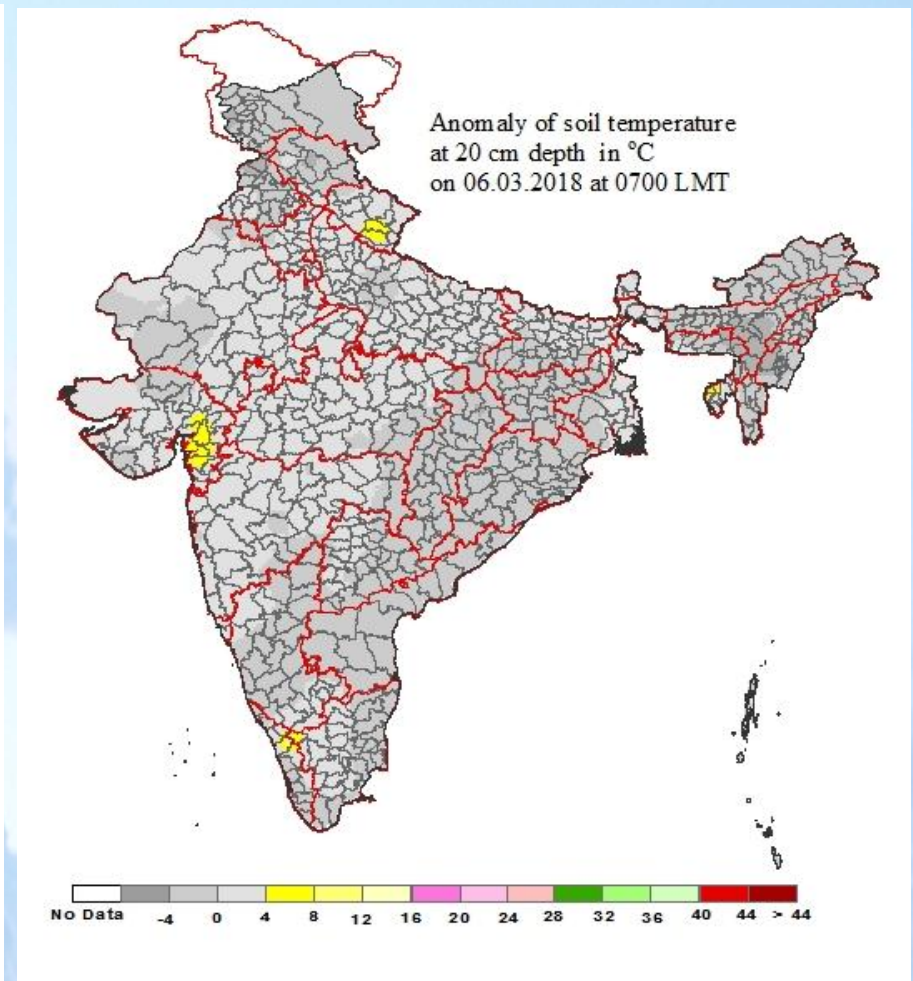 Anomaly of soil temperature
at 20 cm depth in °C
on 06.03.2018 at 0700 LMT
No Data -4 0 4 8 12 16 20 24 28 32 36 40 44 > 44